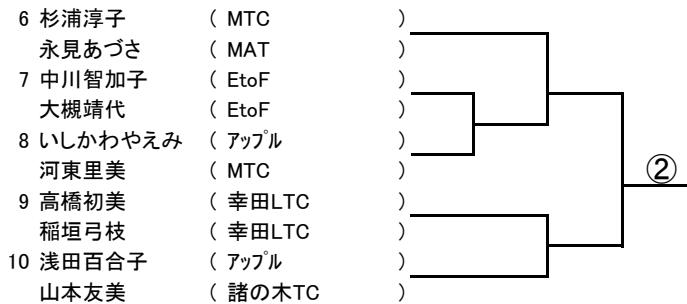 6 杉浦淳子 ( MTC )
永見あづさ ( MAT )
7 中川智加子 ( EtoF )
大槻靖代 ( EtoF )
8 いしかわやえみ ( ｱｯﾌﾟﾙ )
河東里美 ( MTC )
②
9 高橋初美 ( 幸田LTC )
稲垣弓枝 ( 幸田LTC )
10 浅田百合子 ( ｱｯﾌﾟﾙ )
山本友美 ( 諸の木TC )